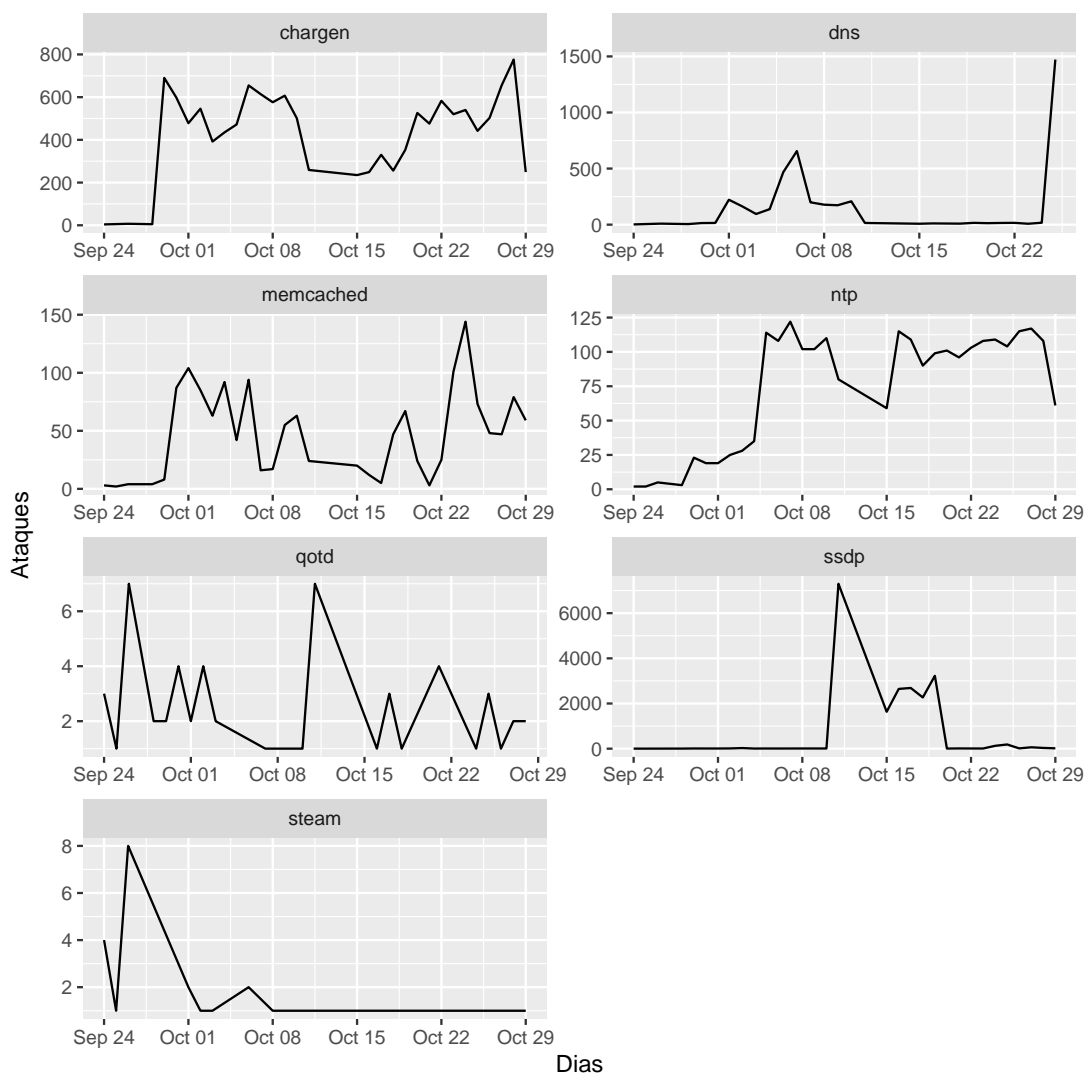 chargen
800
600
400
200
0
Sep 24 Oct 01 Oct 08 Oct 15 Oct 22 Oct 29
dns
1500
1000
500
0
Sep 24 Oct 01 Oct 08 Oct 15 Oct 22
memcached
150
100
50
0
Sep 24 Oct 01 Oct 08 Oct 15 Oct 22 Oct 29
ntp
125
100
75
50
25
0
Sep 24 Oct 01 Oct 08 Oct 15 Oct 22 Oct 29
qotd
6
4
2
Sep 24 Oct 01 Oct 08 Oct 15 Oct 22 Oct 29
ssdp
6000
4000
2000
0
Sep 24 Oct 01 Oct 08 Oct 15 Oct 22 Oct 29
steam
8
6
4
2
Sep 24 Oct 01 Oct 08 Oct 15 Oct 22 Oct 29
Ataques
Dias